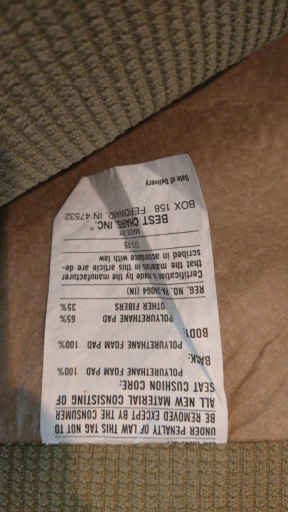 UNDER PENALTY OF LAW THIS TAG NOT TO
BE REMOVED EXCEPT BY THE CONSUMER
ALL NEW MATERIAL CONSISTING OF
SEAT CUSHION CORE:
POLYURETHANE FOAM PAD 100%
BACK:
POLYURETHANE FOAM PAD 100%
BODY:
POLYURETHANE PAD 65%
OTHER FIBERS 35%
REG. NO. (IN)
Certification is made by the manufacturer
that the materials in this article are de-
scribed in accordance with law
MADE BY
BEST CHAIRS, INC.®
BOX 158 FERDINAND, IN 47532
Date of Delivery